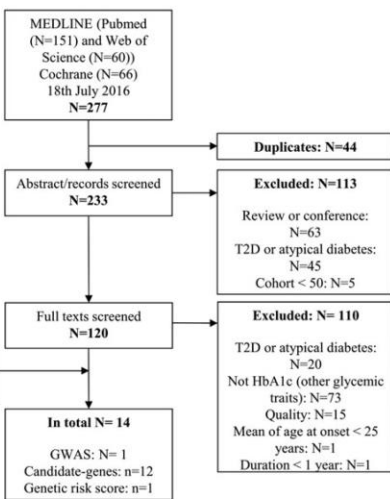 MEDLINE (Pubmed
(N=151) and Web of
Science (N=60))
Cochrane (N=66)
18th July 2016
N=277
Duplicates: N=44
Abstract/records screened
N=233
Excluded: N=113
Review or conference:
N=63
T2D or atypical diabetes:
N=45
Cohort < 50: N=5
Full texts screened
N=120
Excluded: N= 110
T2D or atypical diabetes:
N=20
Not HbA1c (other glycemic
traits): N=73
Quality: N=15
Mean of age at onset < 25
years: N=1
Duration < 1 year: N=1
In total N= 14
GWAS: N= 1
Candidate-genes: n=12
Genetic risk score: n=1